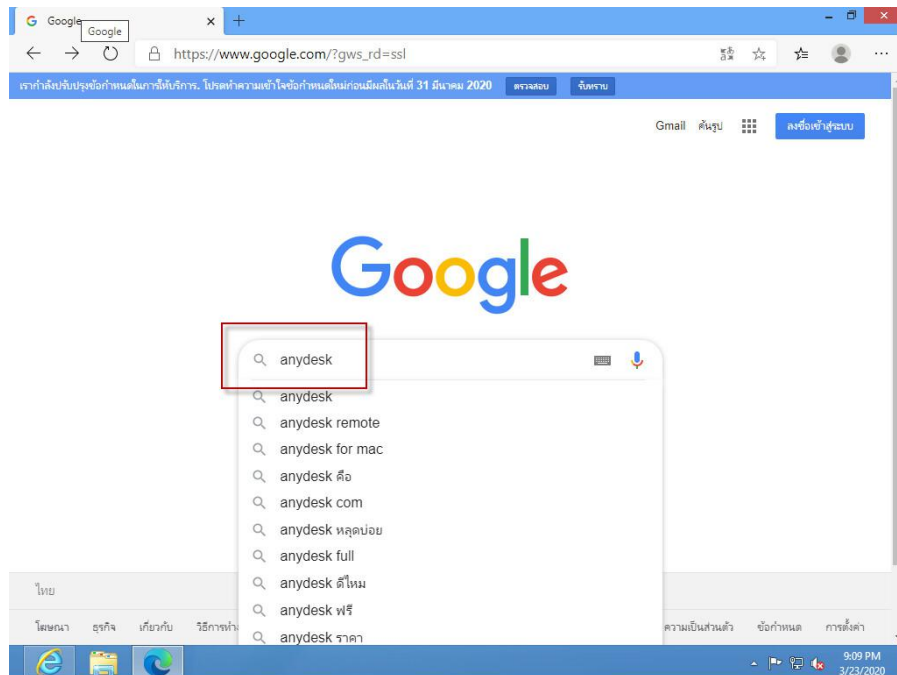 Google
Google
https://www.google.com/?gws_rd=ssl
เรากำลังปรับปรุงข้อกำหนดในการให้บริการ. โปรดทำความเข้าใจข้อกำหนดใหม่ก่อนมีผลในวันที่ 31 มีนาคม 2020 ตรวจสอบ รับทราบ
Gmail ค้นรูป ลงชื่อเข้าสู่ระบบ
Google
anydesk
anydesk
anydesk remote
anydesk for mac
anydesk คือ
anydesk com
anydesk หลุดบ่อย
anydesk full
anydesk ดีไหม
anydesk ฟรี
anydesk ราคา
ไทย
โฆษณา ธุรกิจ เกี่ยวกับ วิธีการทำ ความเป็นส่วนตัว ข้อกำหนด การตั้งค่า
9:09 PM
3/23/2020